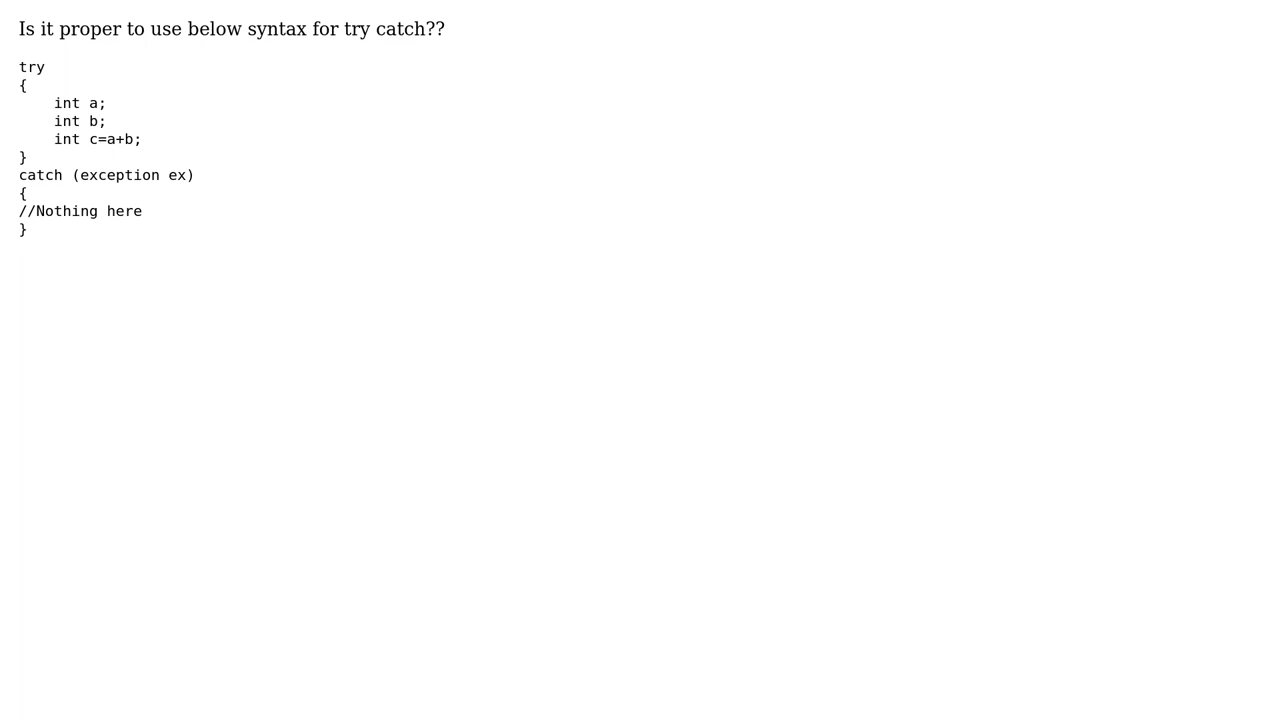 Is it proper to use below syntax for try catch??
try
{
    int a;
    int b;
    int c=a+b;
}
catch (exception ex)
{
//Nothing here
}